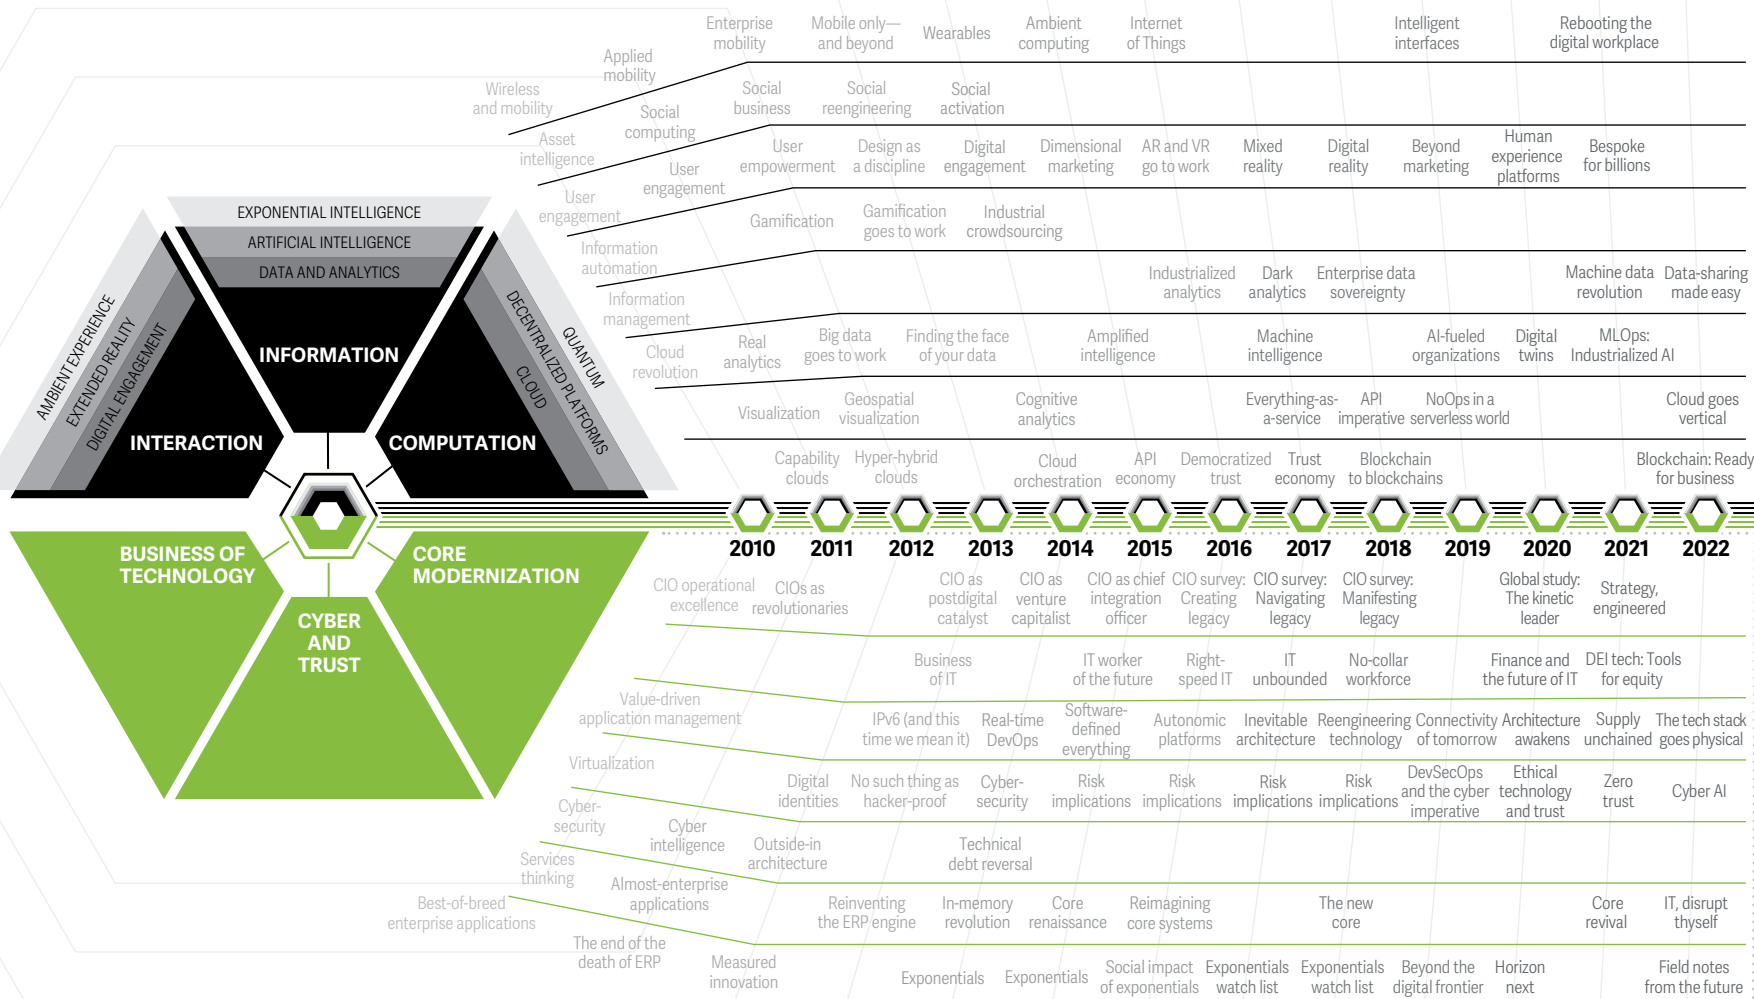 Enterprise
mobility
Mobile only—
and beyond
Wearables
Ambient
computing
Internet
of Things
Intelligent
interfaces
Rebooting the
digital workplace
Applied
mobility
Wireless
and mobility
Social
computing
Social
business
Social
reengineering
Social
activation
Asset
intelligence
User
engagement
User
empowerment
Design as
a discipline
Digital
engagement
Dimensional
marketing
AR and VR
go to work
Mixed
reality
Digital
reality
Beyond
marketing
Human
experience
platforms
Bespoke
for billions
User
engagement
Gamification
Gamification
goes to work
Industrial
crowdsourcing
Information
automation
Industrialized
analytics
Dark
analytics
Enterprise data
sovereignty
Machine data
revolution
Data-sharing
made easy
Information
management
Real
analytics
Big data
goes to work
Finding the face
of your data
Amplified
intelligence
Machine
intelligence
AI-fueled
organizations
Digital
twins
MLOps:
Industrialized AI
Cloud
revolution
Visualization
Geospatial
visualization
Cognitive
analytics
Everything-as-
a-service
API
imperative
NoOps in a
serverless world
Cloud goes
vertical
Capability
clouds
Hyper-hybrid
clouds
Cloud
orchestration
API
economy
Democratized
trust
Trust
economy
Blockchain
to blockchains
Blockchain: Ready
for business
EXPONENTIAL INTELLIGENCE
ARTIFICIAL INTELLIGENCE
DATA AND ANALYTICS
INFORMATION
AMBIENT EXPERIENCE
EXTENDED REALITY
DIGITAL ENGAGEMENT
INTERACTION
QUANTUM
DECENTRALIZED PLATFORMS
CLOUD
COMPUTATION
BUSINESS OF
TECHNOLOGY
CYBER
AND
TRUST
CORE
MODERNIZATION
2010 2011 2012 2013 2014 2015 2016 2017 2018 2019 2020 2021 2022
CIO operational
excellence
CIOs as
revolutionaries
CIO as
postdigital
catalyst
CIO as
venture
capitalist
CIO as chief
integration
officer
CIO survey:
Creating
legacy
CIO survey:
Navigating
legacy
CIO survey:
Manifesting
legacy
Global study:
The kinetic
leader
Strategy,
engineered
Business
of IT
IT worker
of the future
Right-
speed IT
IT
unbounded
No-collar
workforce
Finance and
the future of IT
DEI tech: Tools
for equity
Value-driven
application management
IPv6 (and this
time we mean it)
Real-time
DevOps
Software-
defined
everything
Autonomic
platforms
Inevitable
architecture
Reengineering
technology
Connectivity
of tomorrow
Architecture
awakens
Supply
unchained
The tech stack
goes physical
Virtualization
Digital
identities
No such thing as
hacker-proof
Cyber-
security
Risk
implications
Risk
implications
Risk
implications
Risk
implications
DevSecOps
and the cyber
imperative
Ethical
technology
and trust
Zero
trust
Cyber AI
Cyber-
security
Cyber
intelligence
Outside-in
architecture
Technical
debt reversal
Services
thinking
Almost-enterprise
applications
Reinventing
the ERP engine
In-memory
revolution
Core
renaissance
Reimagining
core systems
The new
core
Core
revival
IT, disrupt
thyself
Best-of-breed
enterprise applications
The end of the
death of ERP
Measured
innovation
Exponentials
Exponentials
Social impact
of exponentials
Exponentials
watch list
Exponentials
watch list
Beyond the
digital frontier
Horizon
next
Field notes
from the future